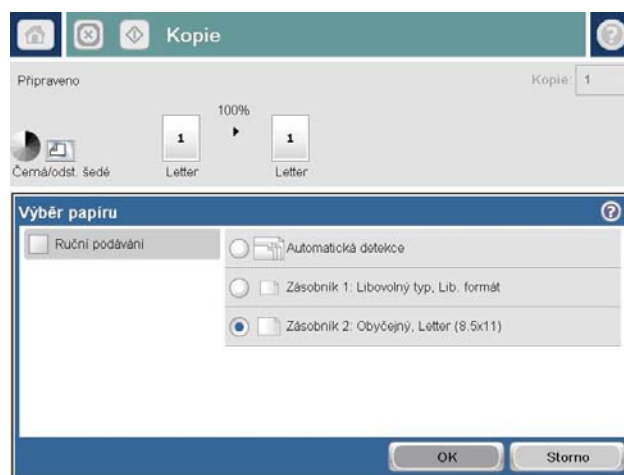 Kopie
Připraveno
Kopie: 1
100%
1
1
Černá/odst. šedé
Letter
Letter
Výběr papíru
Ruční podávání
Automatická detekce
Zásobník 1: Libovolný typ, Lib. formát
Zásobník 2: Obyčejný, Letter (8.5x11)
OK
Storno